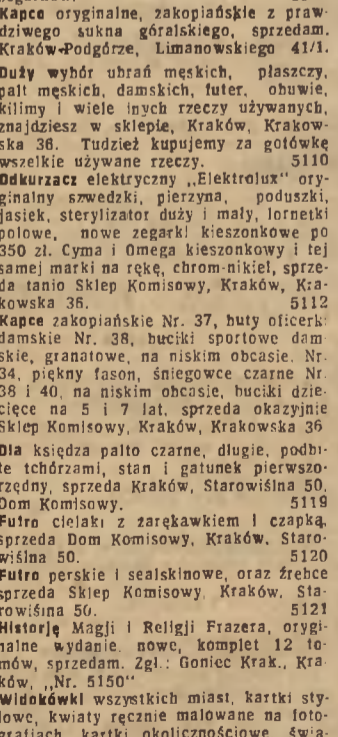 Kapce oryginalne, zakopiańskie z praw-
dziwego sukna góralskiego, sprzedam.
Kraków-Podgórze, Limanowskiego 41/1.
Duży wybór ubrań męskich, płaszczy,
palt męskich, damskich, futer, obuwie,
kilimy i wiele inych rzeczy używanych,
znajdziesz w sklepie, Kraków, Krakow-
ska 36. Tudzież kupujemy za gotówkę
wszelkie używane rzeczy. 5110
Odkurzacz elektryczny „Elektrolux" ory-
ginalny szwedzki, pierzyna, poduszki,
jasiek, sterylizator duży i mały, lornetki
polowe, nowe zegarki kieszonkowe po
350 zł. Cyma i Omega kieszonkowy i tej
samej marki na rękę, chrom-nikiel, sprze-
da tanio Sklep Komisowy, Kraków, Kra-
kowska 36. 5112
Kapce zakopiańskie Nr. 37, buty oficerki
damskie Nr. 38, buciki sportowe dam
skie, granatowe, na niskim obcasie. Nr.
34, piękny fason, śniegowce czarne Nr.
38 i 40, na niskim obcasie, buciki dzie-
cięce na 5 i 7 lat, sprzeda okazyjnie
Sklep Komisowy, Kraków, Krakowska 36
Dla księdza palto czarne, długie, podbi-
te tchórzami, stan i gatunek pierwszo-
rzędny, sprzeda Kraków, Starowiślna 50,
Dom Komisowy. 5119
Futro cielaki z zarękawkiem i czapką,
sprzeda Dom Komisowy, Kraków, Staro-
wiślna 50. 5120
Futro perskie i sealskinowe, oraz źrebce
sprzeda Sklep Komisowy, Kraków, Sta-
rowiślna 50. 5121
Historję Magji i Religji Frazera, orygi-
nalne wydanie, nowe, komplet 12 to-
mów, sprzedam. Zgł.: Goniec Krak., Kra
ków, „Nr. 5150"
Widokówki wszystkich miast, kartki sty-
lowe, kwiaty ręcznie malowane na foto-
grafiach, kartki okolicznościowe, świą-